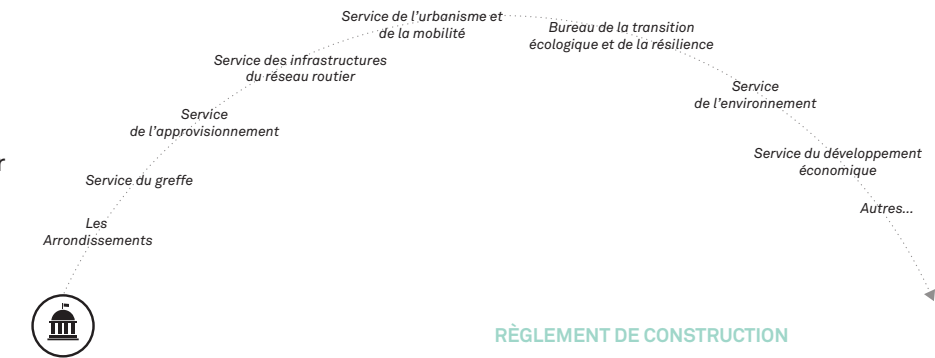 Service de l'urbanisme et
de la mobilité
Bureau de la transition
écologique et de la résilience
Service des infrastructures
du réseau routier
Service
de l'environnement
Service
de l'approvisionnement
Service du développement
économique
Service du greffe
Autres...
Les
Arrondissements
RÈGLEMENT DE CONSTRUCTION